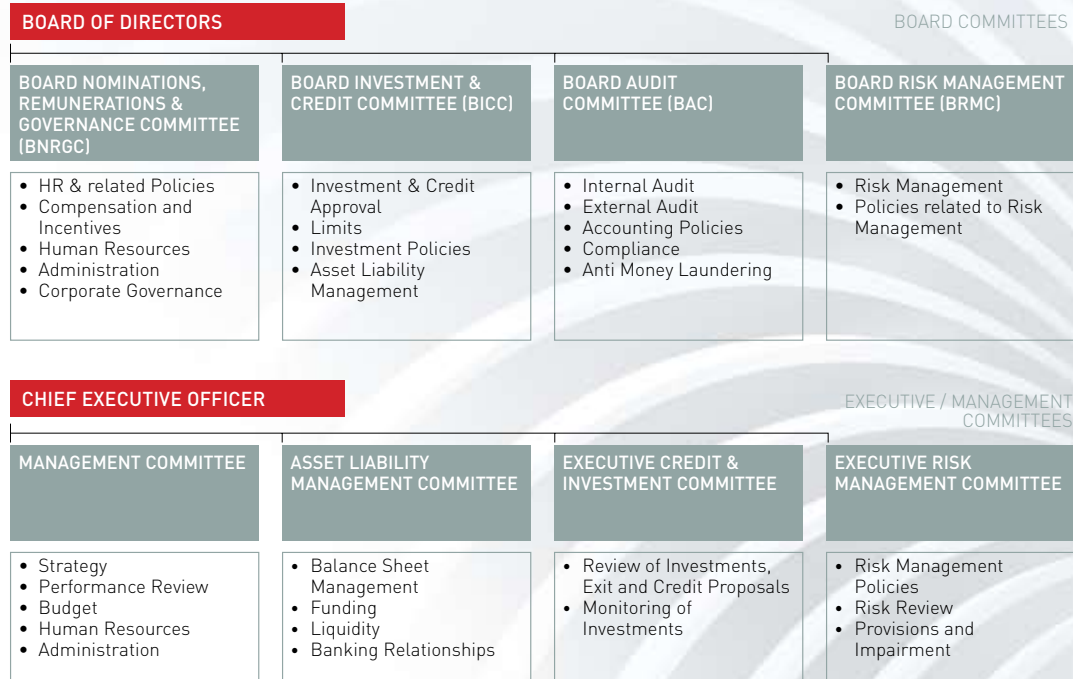 BOARD OF DIRECTORS
BOARD COMMITTEES
BOARD NOMINATIONS,
REMUNERATIONS &
GOVERNANCE COMMITTEE
(BNRGC)
• HR & related Policies
• Compensation and
Incentives
• Human Resources
• Administration
• Corporate Governance
BOARD INVESTMENT &
CREDIT COMMITTEE (BICC)
• Investment & Credit
Approval
• Limits
• Investment Policies
• Asset Liability
Management
BOARD AUDIT
COMMITTEE (BAC)
• Internal Audit
• External Audit
• Accounting Policies
• Compliance
• Anti Money Laundering
BOARD RISK MANAGEMENT
COMMITTEE (BRMC)
• Risk Management
• Policies related to Risk
Management
CHIEF EXECUTIVE OFFICER
EXECUTIVE / MANAGEMENT
COMMITTEES
MANAGEMENT COMMITTEE
• Strategy
• Performance Review
• Budget
• Human Resources
• Administration
ASSET LIABILITY
MANAGEMENT COMMITTEE
• Balance Sheet
Management
• Funding
• Liquidity
• Banking Relationships
EXECUTIVE CREDIT &
INVESTMENT COMMITTEE
• Review of Investments,
Exit and Credit Proposals
• Monitoring of
Investments
EXECUTIVE RISK
MANAGEMENT COMMITTEE
• Risk Management
Policies
• Risk Review
• Provisions and
Impairment